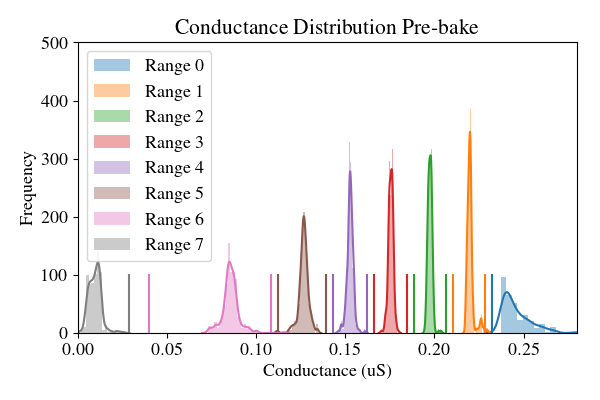 Conductance Distribution Pre-bake
500
400
300
200
100
0
Frequency
Range 0
Range 1
Range 2
Range 3
Range 4
Range 5
Range 6
Range 7
0.00 0.05 0.10 0.15 0.20 0.25
Conductance (uS)